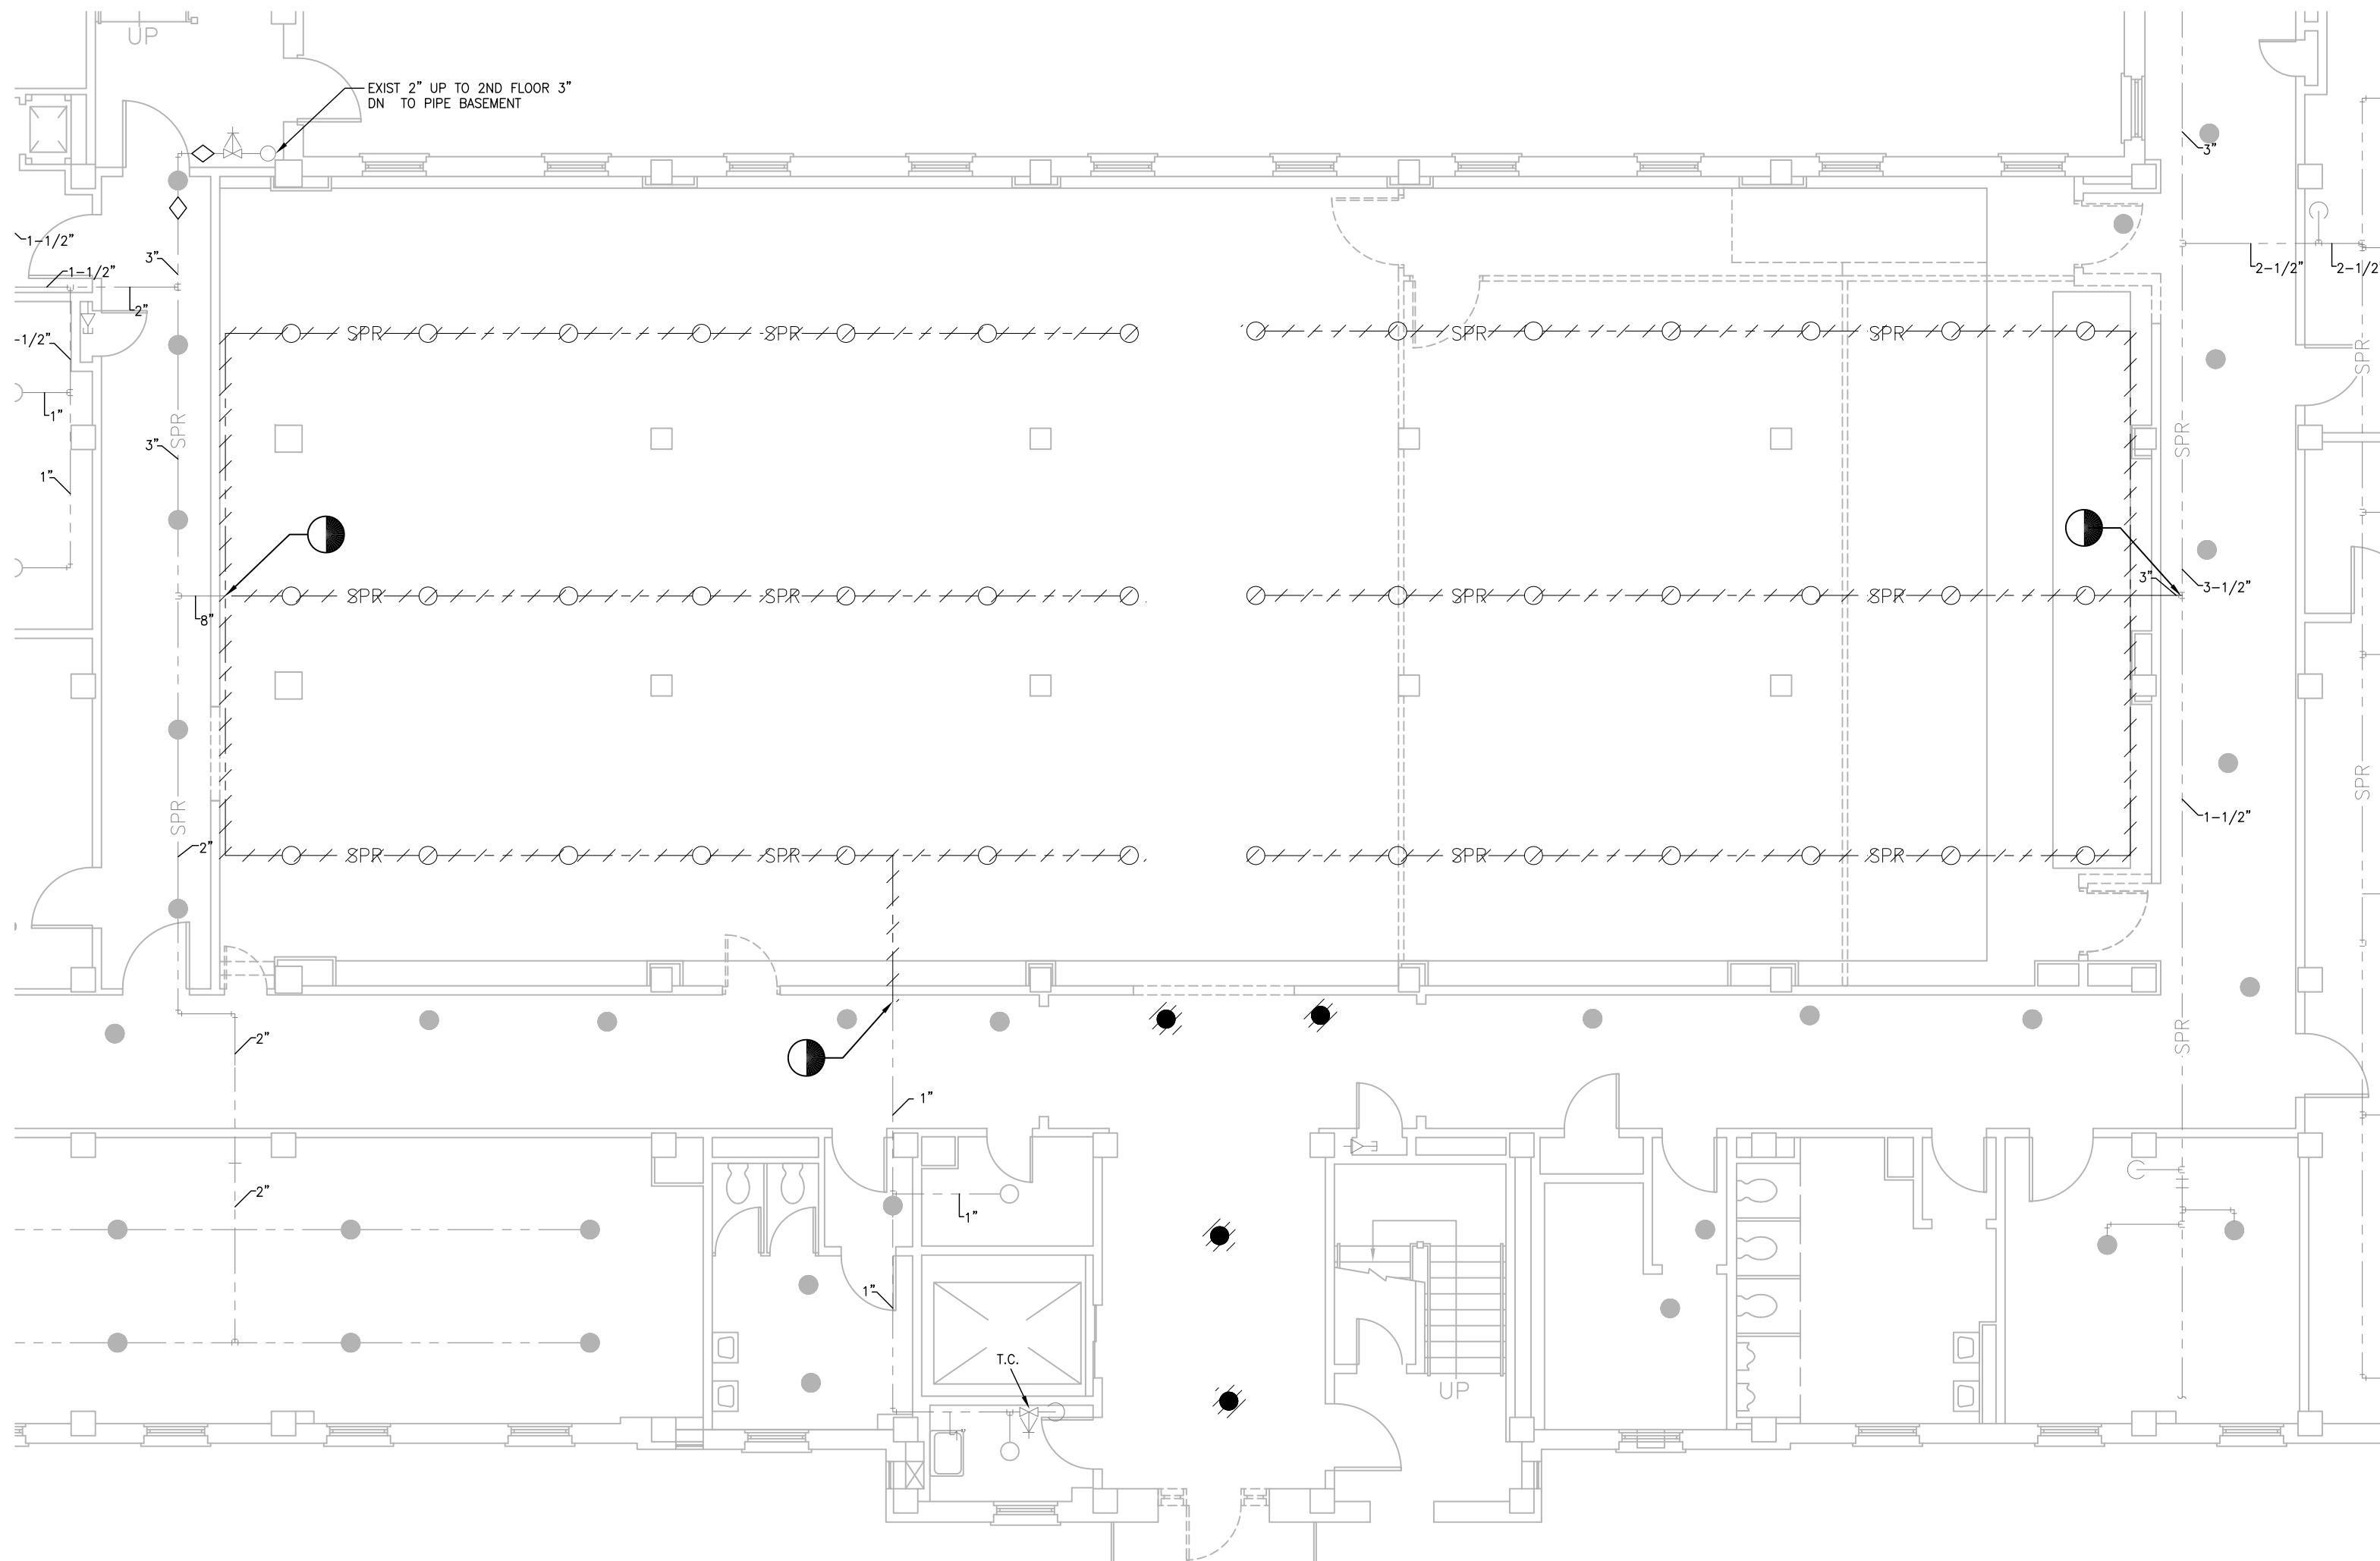 UP
EXIST 2" UP TO 2ND FLOOR 3"
DN TO PIPE BASEMENT
3"
1-1/2"
3"
2-1/2"
2-1/2"
1-1/2"
2"
-1/2"
SPR
SPR
SPR
SPR
SPR
1"
SPR
3"
SPR
1"
3"
3-1/2"
SPR
SPR
SPR
SPR
8"
SPR
SPR
1-1/2"
2"
SPR
SPR
SPR
SPR
2"
SPR
1"
2"
1"
1"
T.C.
UP